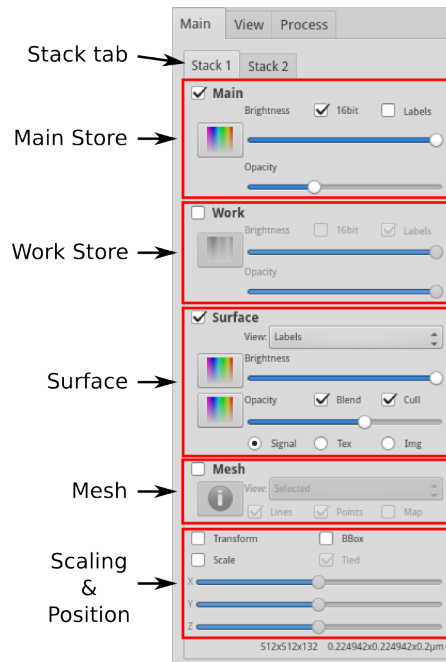 Main View Process
Stack tab
Stack 1 Stack 2
Main
Brightness 16bit Labels
Main Store
Opacity
Work
Brightness 16bit Labels
Work Store
Opacity
Surface
View: Labels
Brightness
Surface
Opacity Blend Cull
Signal Tex Img
Mesh
View: Selected
Mesh
Lines Points Map
Transform BBox
Scale Tied
Scaling
&
Position
X
Y
Z
512x512x132 0.224942x0.224942x0.2µm